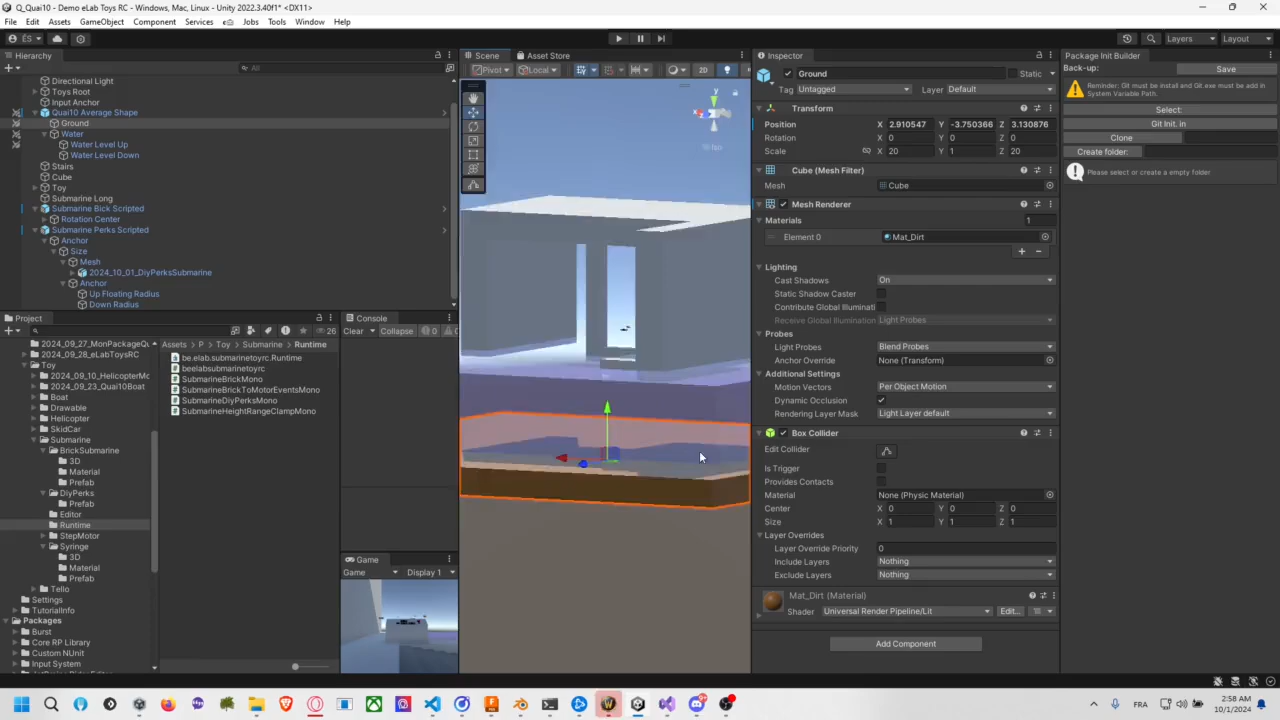 Q_Quai10 - Demo eLab Toys RC - Windows, Mac, Linux - Unity 2022.3.40f1* <DX11>
File Edit Assets GameObject Component Services Jobs Tools Window Help
ÉS Layers Layout
Hierarchy
All
Directional Light
Toys Root
Input Anchor
Quai10 Average Shape
Ground
Water
Water Level Up
Water Level Down
Stairs
Cube
Toy
Submarine Long
Submarine Bick Scripted
Rotation Center
Submarine Perks Scripted
Anchor
Size
Mesh
2024_10_01_DiyPerksSubmarine
Anchor
Up Floating Radius
Down Radius
Scene Asset Store
Pivot Local 2D
y
Iso
Inspector
Ground Static
Tag Untagged Layer Default
Transform
Position X 2.910547 Y -3.750366 Z 3.130876
Rotation X 0 Y 0 Z 0
Scale X 20 Y 1 Z 20
Cube (Mesh Filter)
Mesh Cube
Mesh Renderer
Materials 1
Element 0 Mat_Dirt
Lighting
Cast Shadows On
Static Shadow Caster
Contribute Global Illuminati
Receive Global Illumination Light Probes
Probes
Light Probes Blend Probes
Anchor Override None (Transform)
Additional Settings
Motion Vectors Per Object Motion
Dynamic Occlusion
Rendering Layer Mask Light Layer default
Box Collider
Edit Collider
Is Trigger
Provides Contacts
Material None (Physic Material)
Center X 0 Y 0 Z 0
Size X 1 Y 1 Z 1
Layer Overrides
Layer Override Priority 0
Include Layers Nothing
Exclude Layers Nothing
Mat_Dirt (Material)
Shader Universal Render Pipeline/Lit Edit...
Add Component
Package Init Builder
Back-up: Save
Reminder: Git must be install and Git.exe must be add in System Variable Path.
Select:
Git Init. in
Clone
Create folder:
Please select or create a empty folder
Project
26
2024_09_27_MonPackageQu
2024_09_28_eLabToysRC
Toy
2024_09_10_HelicopterMc
2024_09_23_Quai10Boat
Boat
Drawable
Helicopter
SkidCar
Submarine
BrickSubmarine
3D
Material
Prefab
DiyPerks
Prefab
Editor
Runtime
StepMotor
Syringe
3D
Material
Prefab
Tello
Settings
TutorialInfo
Packages
Burst
Core RP Library
Custom NUnit
Input System
Assets P Toy Submarine Runtime
be.elab.submarinetoyrc.Runtime
beelabsubmarinetoyrc
SubmarineBrickMono
SubmarineBrickToMotorEventsMono
SubmarineDiyPerksMono
SubmarineHeightRangeClampMono
Console
Clear Collapse 0
Game
Game Display 1
FRA
2:58 AM
10/1/2024